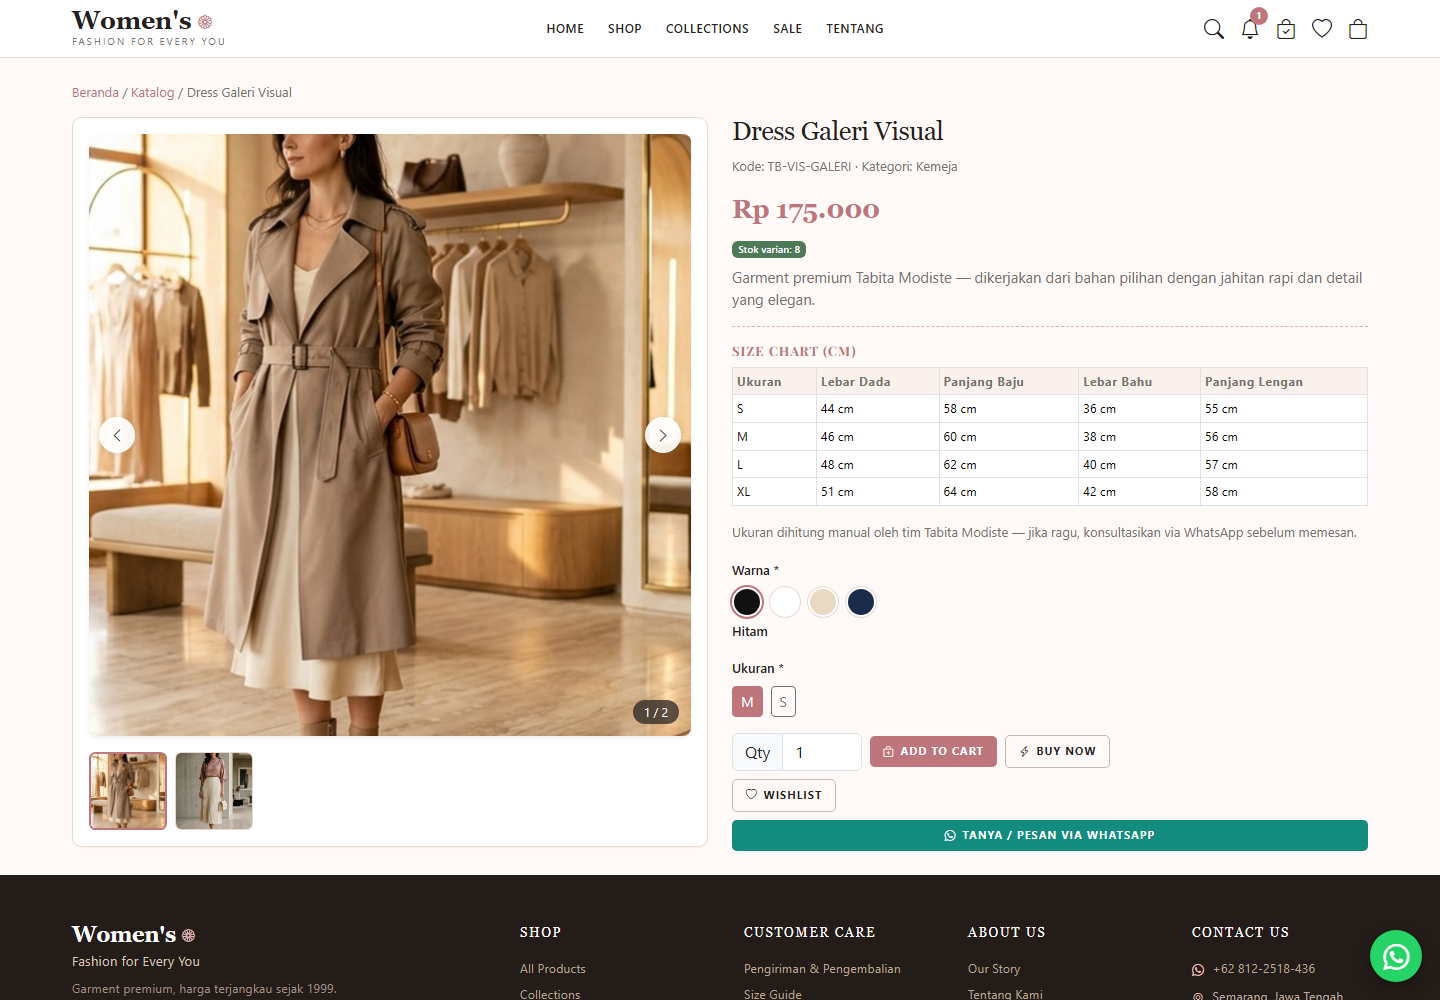 Women's
FASHION FOR EVERY YOU
HOME SHOP COLLECTIONS SALE TENTANG
1
Beranda / Katalog / Dress Galeri Visual
1 / 2
Dress Galeri Visual
Kode: TB-VIS-GALERI · Kategori: Kemeja
Rp 175.000
Stok varian: 8
Garment premium Tabita Modiste — dikerjakan dari bahan pilihan dengan jahitan rapi dan detail
yang elegan.
SIZE CHART (CM)
Ukuran Lebar Dada Panjang Baju Lebar Bahu Panjang Lengan
S 44 cm 58 cm 36 cm 55 cm
M 46 cm 60 cm 38 cm 56 cm
L 48 cm 62 cm 40 cm 57 cm
XL 51 cm 64 cm 42 cm 58 cm
Ukuran dihitung manual oleh tim Tabita Modiste — jika ragu, konsultasikan via WhatsApp sebelum memesan.
Warna *
Hitam
Ukuran *
M S
Qty 1 ADD TO CART BUY NOW
WISHLIST
TANYA / PESAN VIA WHATSAPP
Women's
Fashion for Every You
Garment premium, harga terjangkau sejak 1999.
SHOP
All Products
Collections
CUSTOMER CARE
Pengiriman & Pengembalian
Size Guide
ABOUT US
Our Story
Tentang Kami
CONTACT US
+62 812-2518-436
Semarang, Jawa Tengah